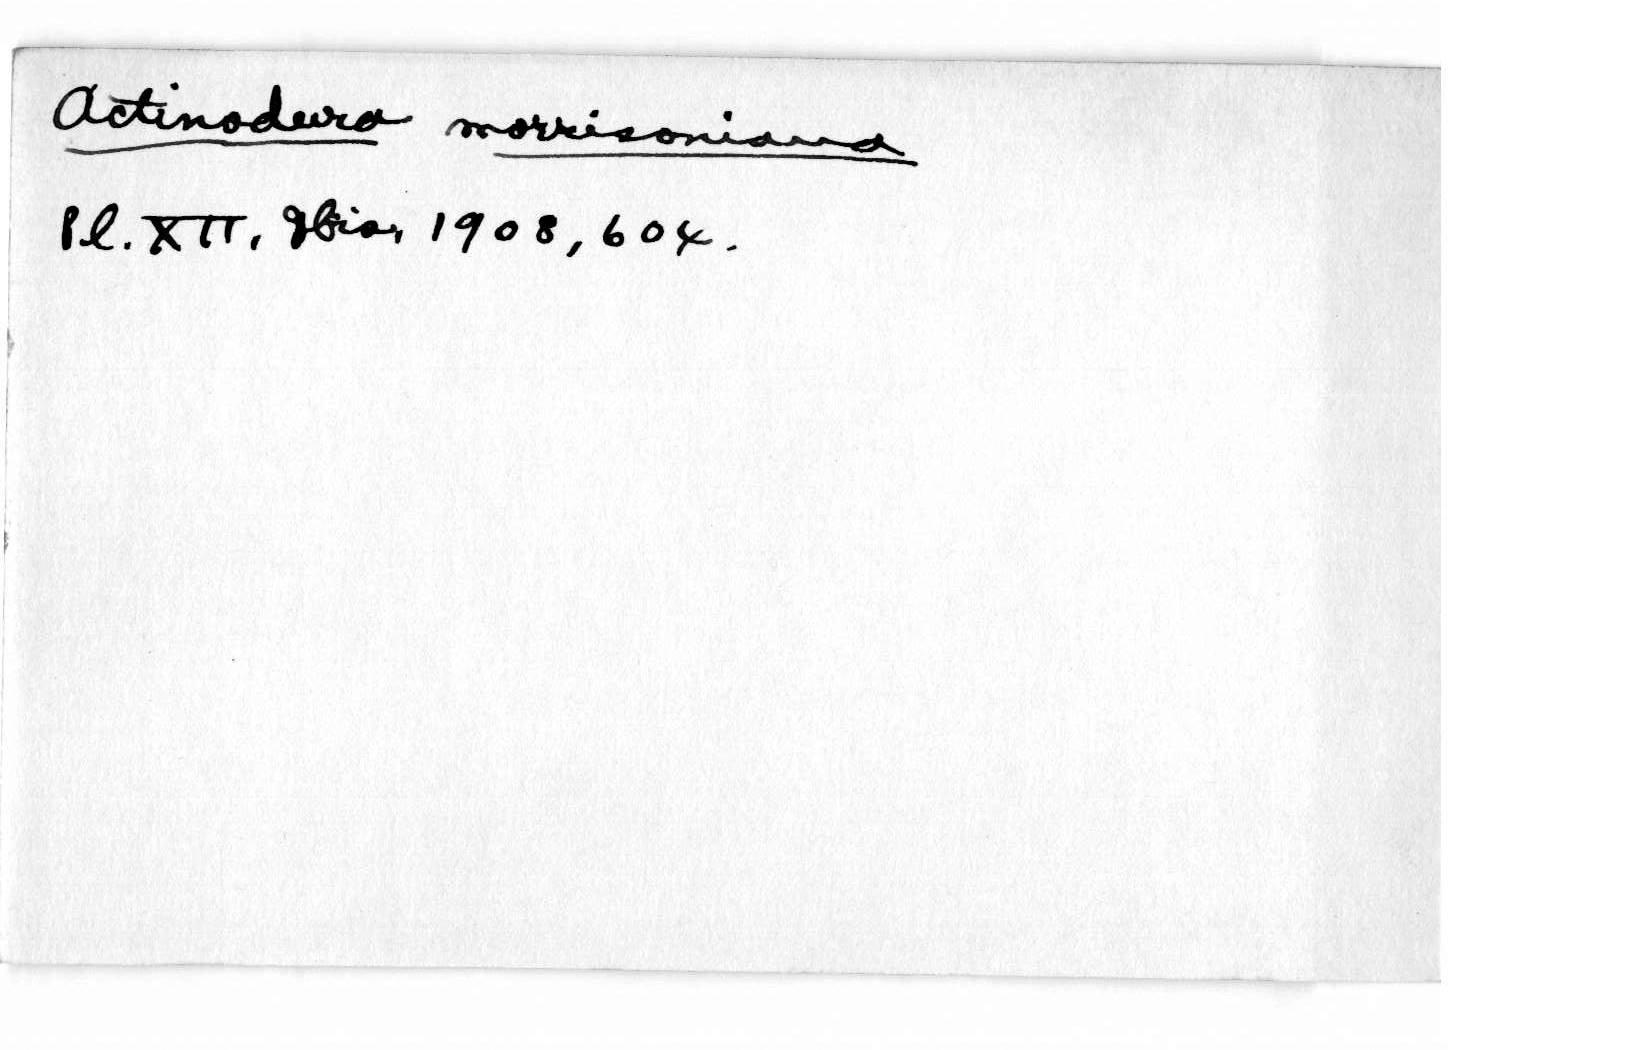 Actinodura morrisoniana
Pl. XII, Ibis, 1908, 604.